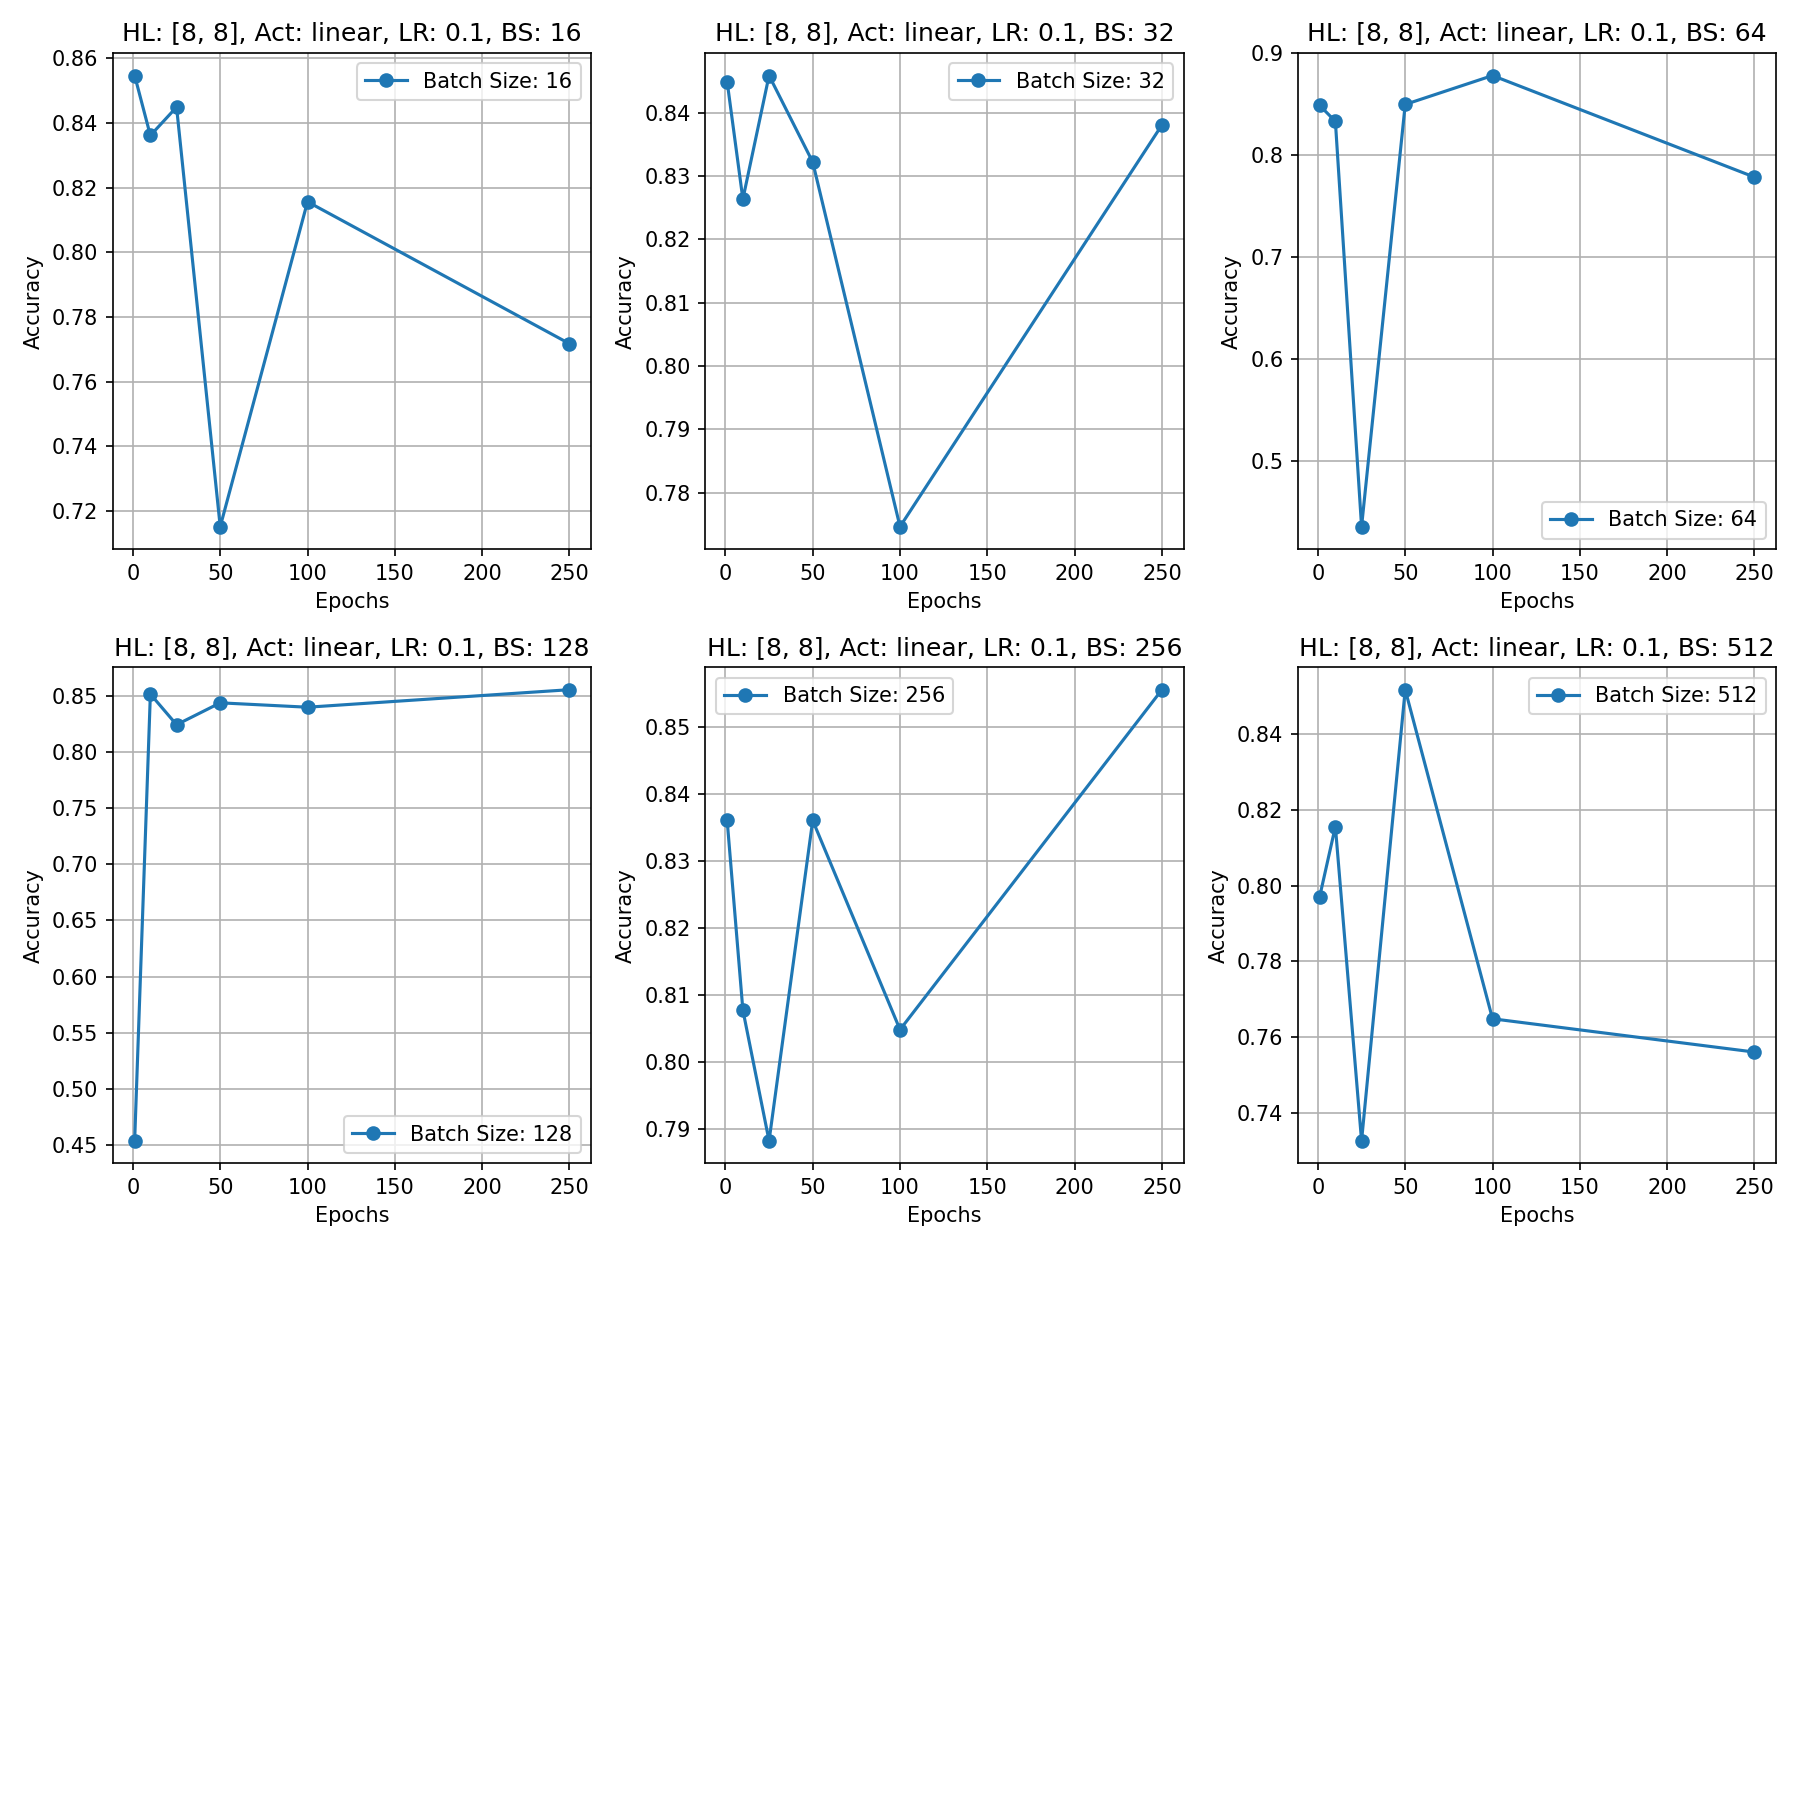 HL: [8, 8], Act: linear, LR: 0.1, BS: 16
Batch Size: 16
Accuracy
0.86
0.84
0.82
0.80
0.78
0.76
0.74
0.72
0 50 100 150 200 250
Epochs
HL: [8, 8], Act: linear, LR: 0.1, BS: 32
Batch Size: 32
Accuracy
0.84
0.83
0.82
0.81
0.80
0.79
0.78
0 50 100 150 200 250
Epochs
HL: [8, 8], Act: linear, LR: 0.1, BS: 64
Accuracy
0.9
0.8
0.7
0.6
0.5
Batch Size: 64
0 50 100 150 200 250
Epochs
HL: [8, 8], Act: linear, LR: 0.1, BS: 128
Accuracy
0.85
0.80
0.75
0.70
0.65
0.60
0.55
0.50
0.45
Batch Size: 128
0 50 100 150 200 250
Epochs
HL: [8, 8], Act: linear, LR: 0.1, BS: 256
Batch Size: 256
Accuracy
0.85
0.84
0.83
0.82
0.81
0.80
0.79
0 50 100 150 200 250
Epochs
HL: [8, 8], Act: linear, LR: 0.1, BS: 512
Batch Size: 512
Accuracy
0.84
0.82
0.80
0.78
0.76
0.74
0 50 100 150 200 250
Epochs